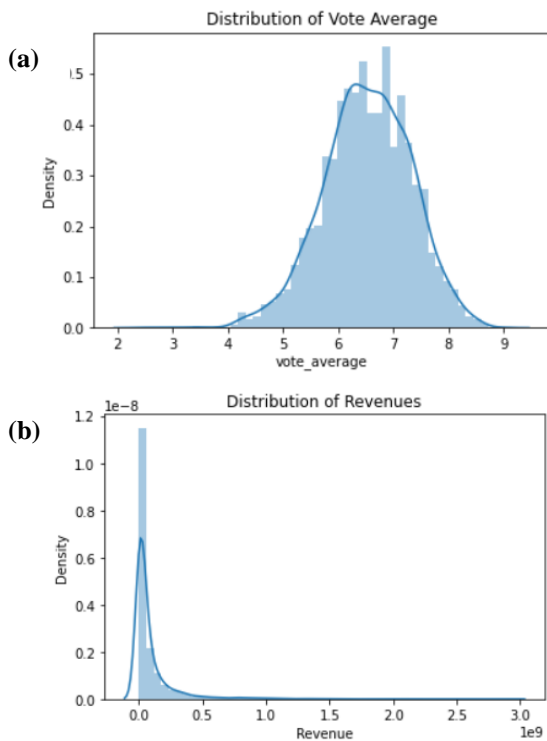 Distribution of Vote Average
(a)
0.5
0.4
0.3
0.2
0.1
0.0
Density
2 3 4 5 6 7 8 9
vote_average
Distribution of Revenues
(b)
1e-8
1.2
1.0
0.8
0.6
0.4
0.2
0.0
Density
0.0 0.5 1.0 1.5 2.0 2.5 3.0
Revenue
1e9